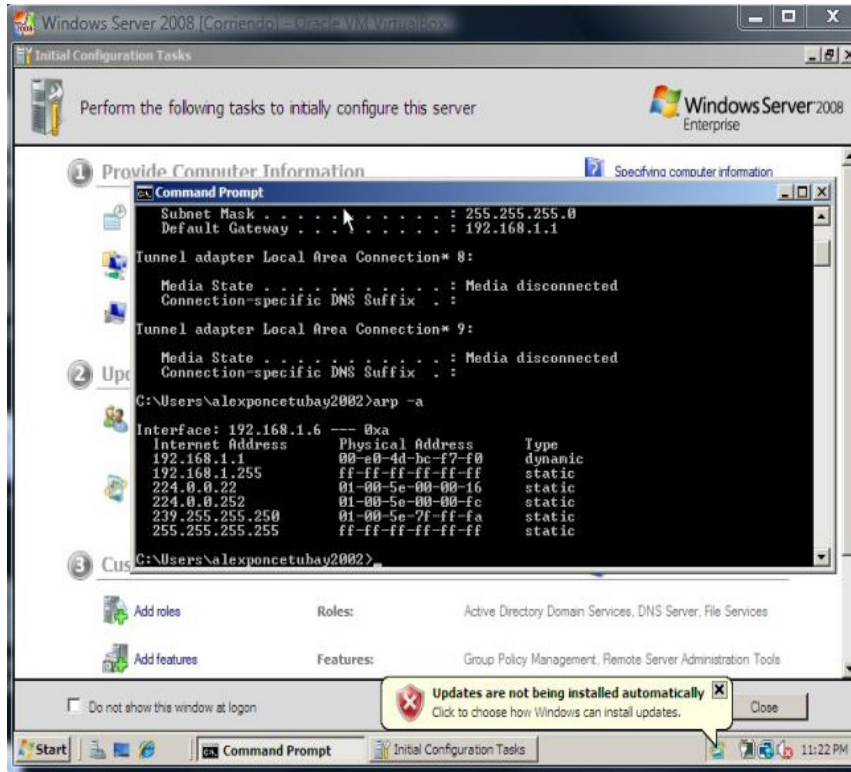 Windows Server 2008 [Corriendo] - Oracle VM VirtualBox
Initial Configuration Tasks
Perform the following tasks to initially configure this server
Windows Server 2008
Enterprise
1 Provide Computer Information
Specifying computer information
Command Prompt
Subnet Mask . . . . . . . . . . . : 255.255.255.0
Default Gateway . . . . . . . . . : 192.168.1.1
Tunnel adapter Local Area Connection* 8:
Media State . . . . . . . . . . . : Media disconnected
Connection-specific DNS Suffix  . :
Tunnel adapter Local Area Connection* 9:
Media State . . . . . . . . . . . : Media disconnected
Connection-specific DNS Suffix  . :
C:\Users\alexponcetubay2002>arp -a
Interface: 192.168.1.6 --- 0xa
Internet Address Physical Address Type
192.168.1.1 00-e0-4d-bc-f7-f0 dynamic
192.168.1.255 ff-ff-ff-ff-ff-ff static
224.0.0.22 01-00-5e-00-00-16 static
224.0.0.252 01-00-5e-00-00-fc static
239.255.255.250 01-00-5e-7f-ff-fa static
255.255.255.255 ff-ff-ff-ff-ff-ff static
C:\Users\alexponcetubay2002>_
2 Upd
3 Cus
Add roles
Roles:
Active Directory Domain Services, DNS Server, File Services
Add features
Features:
Group Policy Management, Remote Server Administration Tools
Updates are not being installed automatically
Click to choose how Windows can install updates.
Do not show this window at logon
Close
Start
Command Prompt
Initial Configuration Tasks
11:22 PM